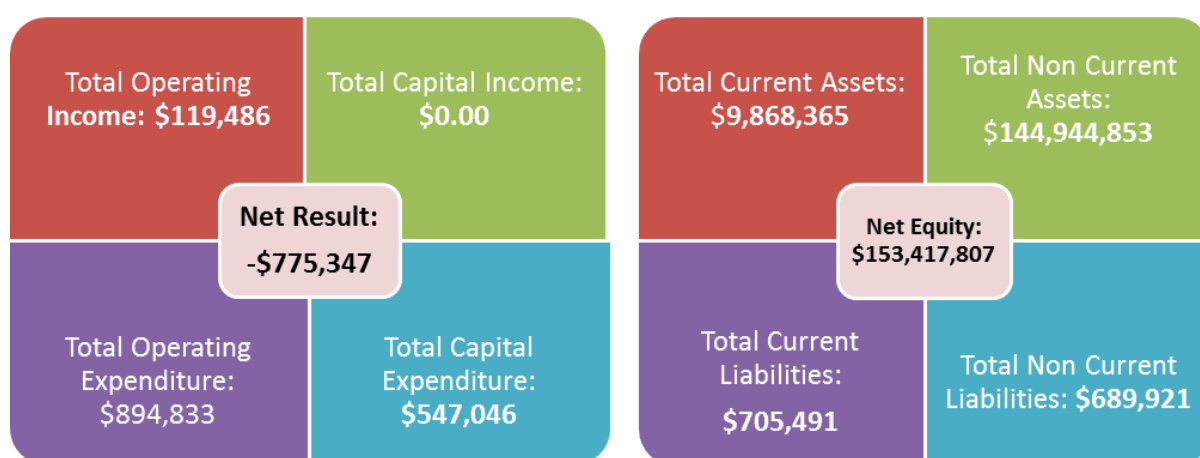 Total Operating
Income: $119,486
Total Capital Income:
$0.00
Net Result:
-$775,347
Total Operating
Expenditure:
$894,833
Total Capital
Expenditure:
$547,046
Total Current Assets:
$9,868,365
Total Non Current
Assets:
$144,944,853
Net Equity:
$153,417,807
Total Current
Liabilities:
$705,491
Total Non Current
Liabilities: $689,921